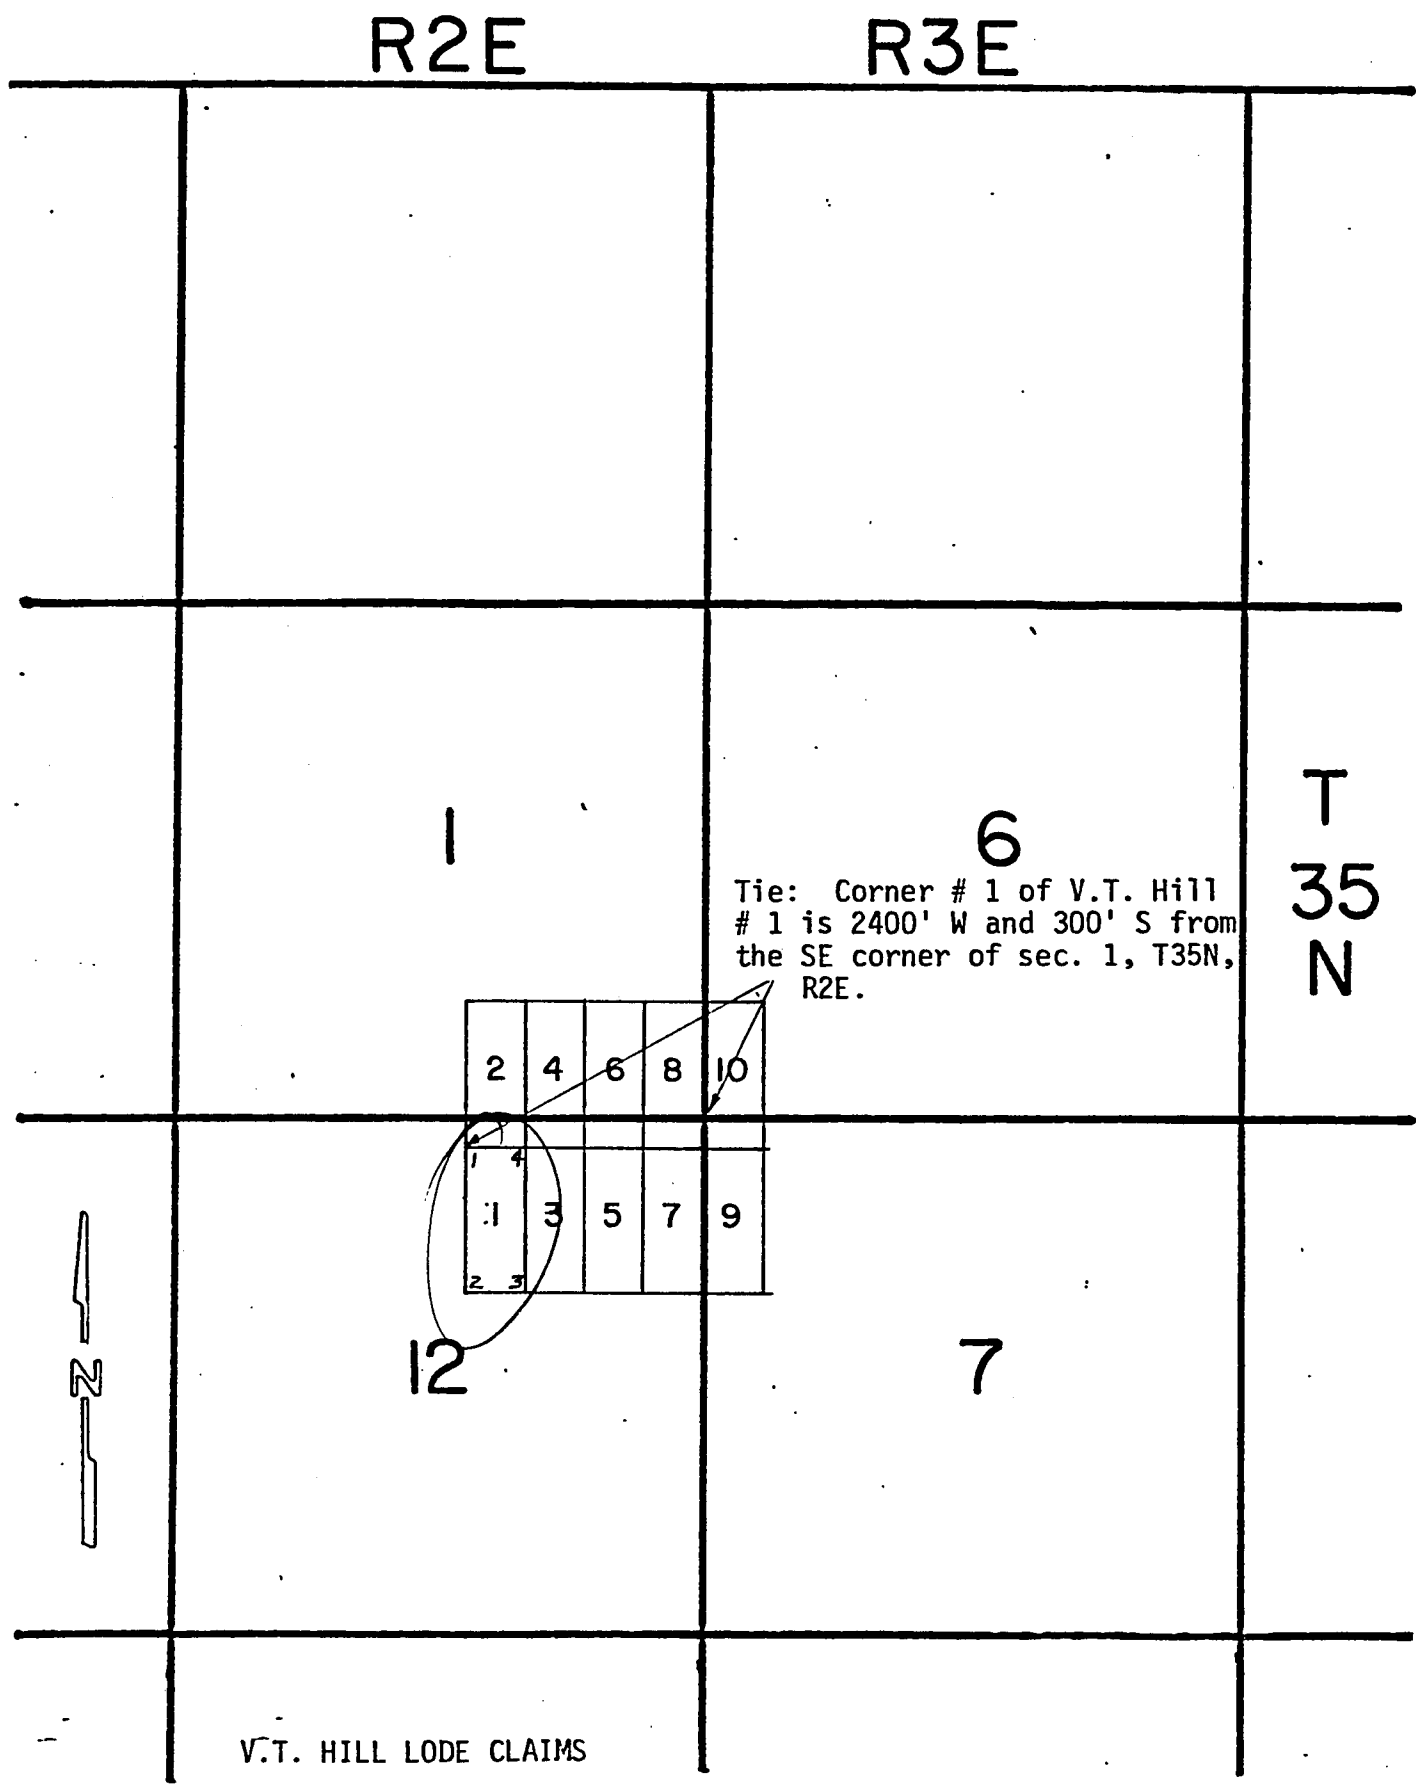 R2E R3E
1 6
T
35
N
Tie: Corner # 1 of V.T. Hill
# 1 is 2400' W and 300' S from
the SE corner of sec. 1, T35N,
R2E.
2 4 6 8 10
1 4
1 3 5 7 9
2 3
12 7
N
V.T. HILL LODE CLAIMS